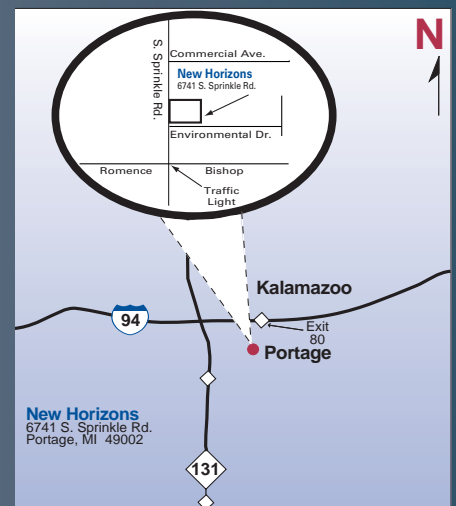 N
S. Sprinkle Rd.
Commercial Ave.
New Horizons
6741 S. Sprinkle Rd.
Environmental Dr.
Romence
Bishop
Traffic
Light
Kalamazoo
94
Exit
80
Portage
New Horizons
6741 S. Sprinkle Rd.
Portage, MI 49002
131